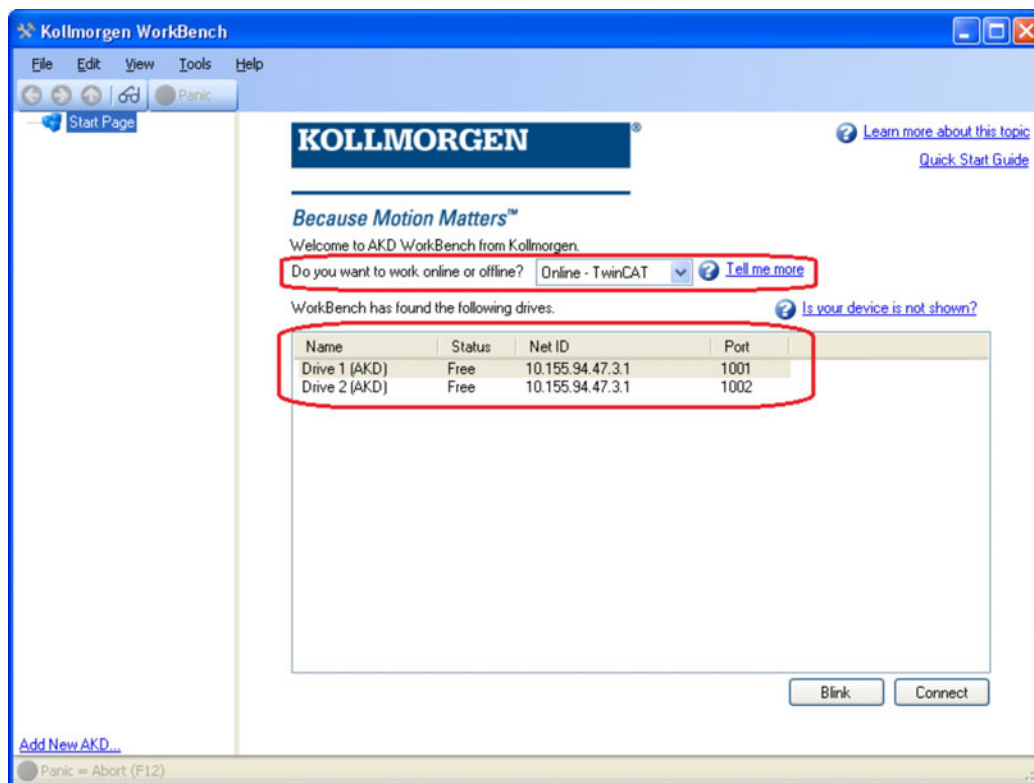 Kollmorgen WorkBench
File Edit View Tools Help
Panic
Start Page
KOLLMORGEN®
Learn more about this topic
Quick Start Guide
Because Motion Matters™
Welcome to AKD WorkBench from Kollmorgen.
Do you want to work online or offline? Online - TwinCAT Tell me more
WorkBench has found the following drives. Is your device is not shown?
Name Status Net ID Port
Drive 1 (AKD) Free 10.155.94.47.3.1 1001
Drive 2 (AKD) Free 10.155.94.47.3.1 1002
Blink Connect
Add New AKD...
Panic = Abort (F12)